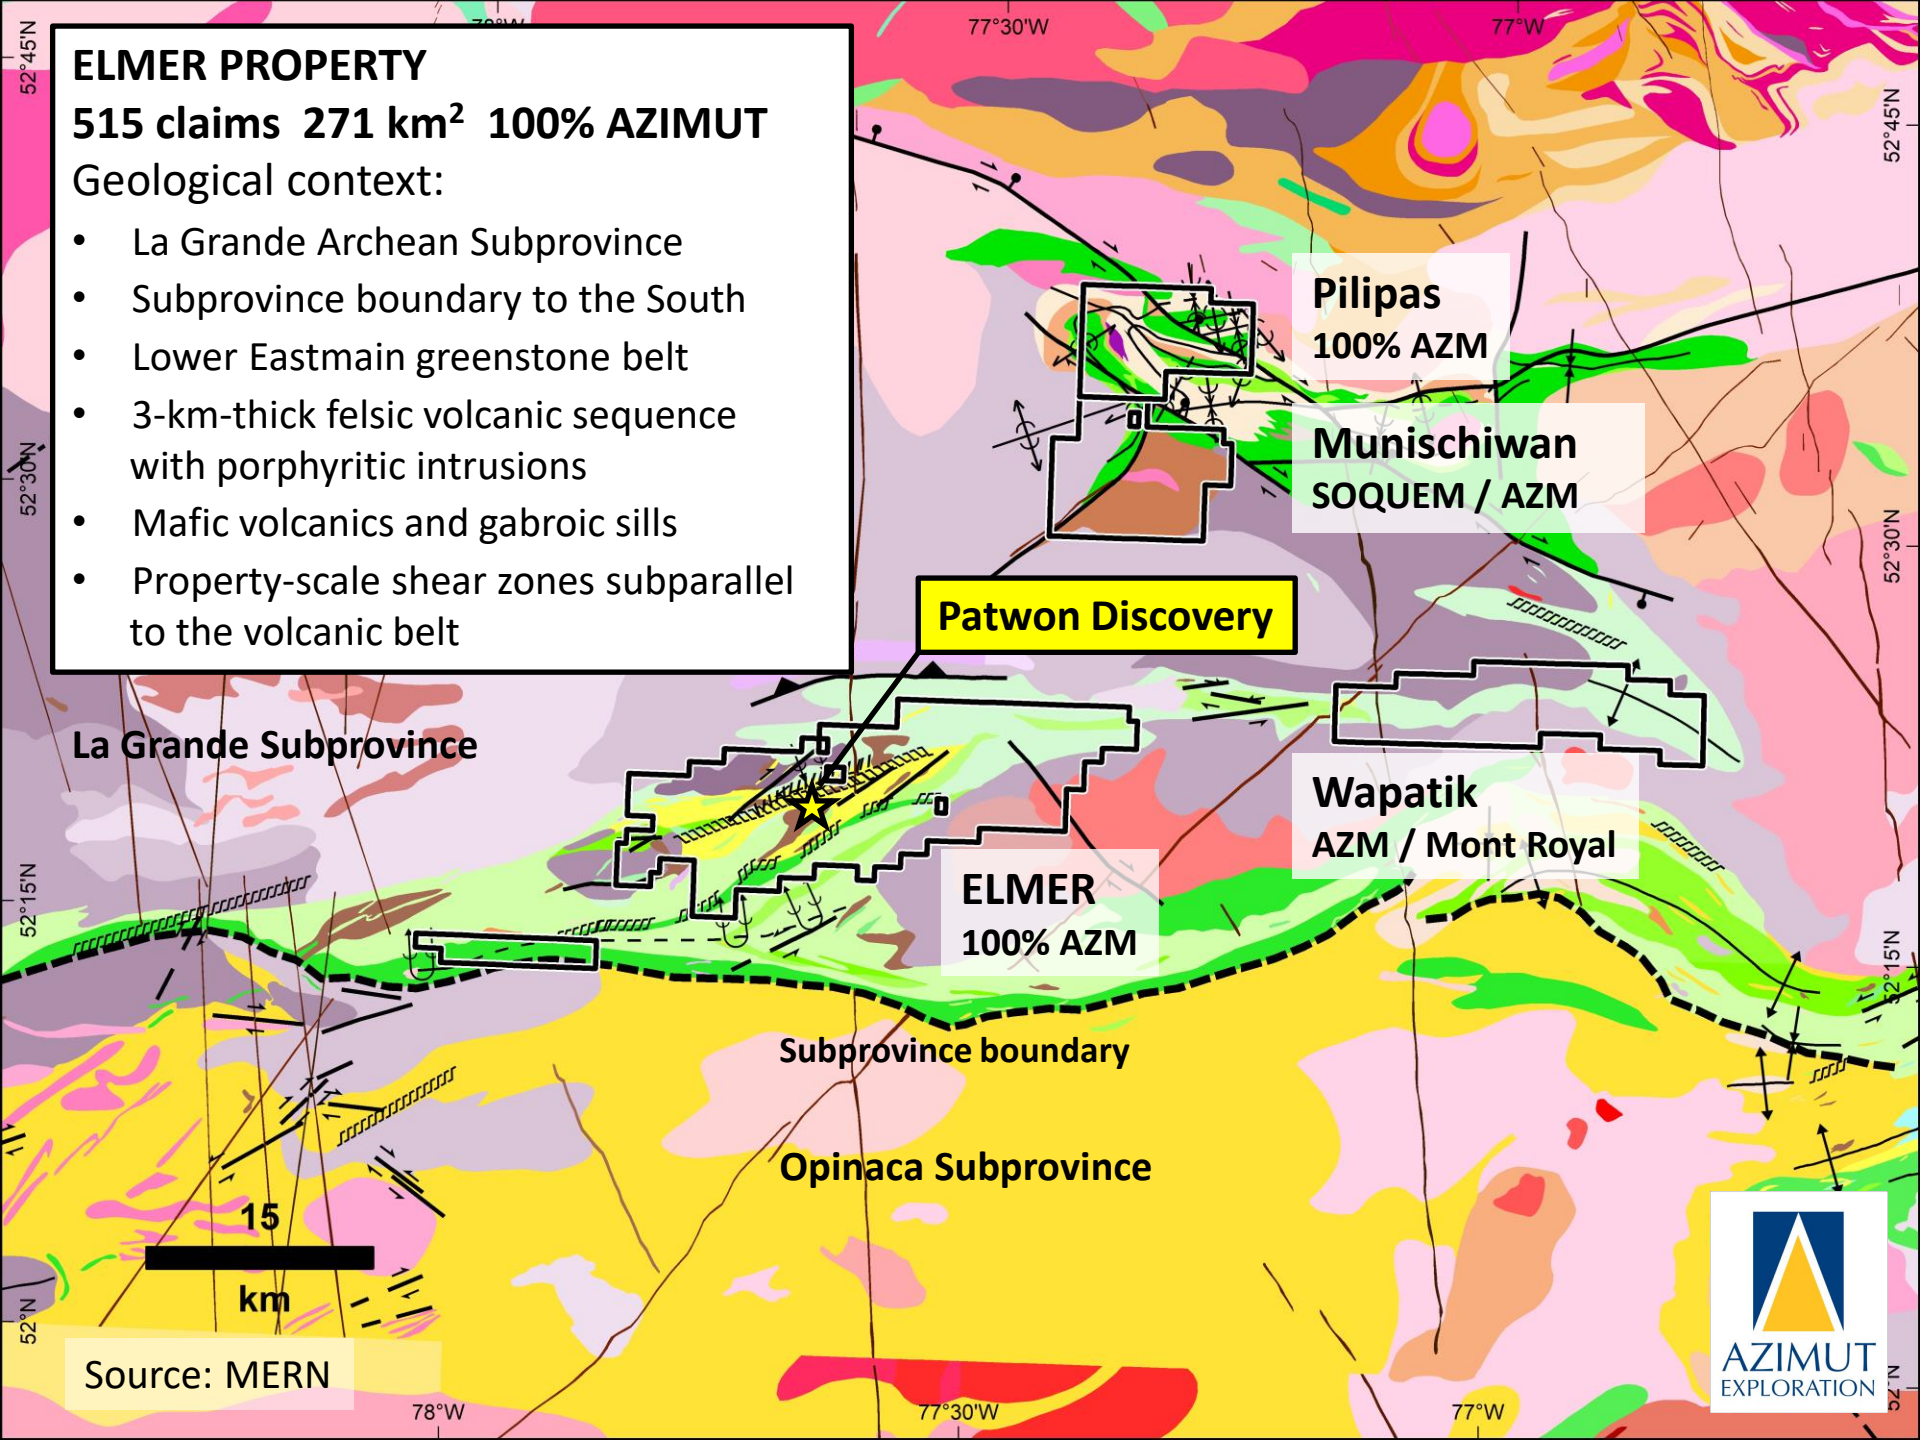 78°W
77°30'W
77°W
52°45'N
52°45'N
ELMER PROPERTY
515 claims 271 km² 100% AZIMUT
Geological context:
• La Grande Archean Subprovince
• Subprovince boundary to the South
• Lower Eastmain greenstone belt
• 3-km-thick felsic volcanic sequence
with porphyritic intrusions
• Mafic volcanics and gabroic sills
• Property-scale shear zones subparallel
to the volcanic belt
Pilipas
100% AZM
Munischiwan
SOQUEM / AZM
52°30'N
52°30'N
Patwon Discovery
La Grande Subprovince
Wapatik
AZM / Mont Royal
ELMER
100% AZM
52°15'N
52°15'N
Subprovince boundary
Opinaca Subprovince
15
km
52°N
52°N
Source: MERN
AZIMUT
EXPLORATION
78°W
77°30'W
77°W